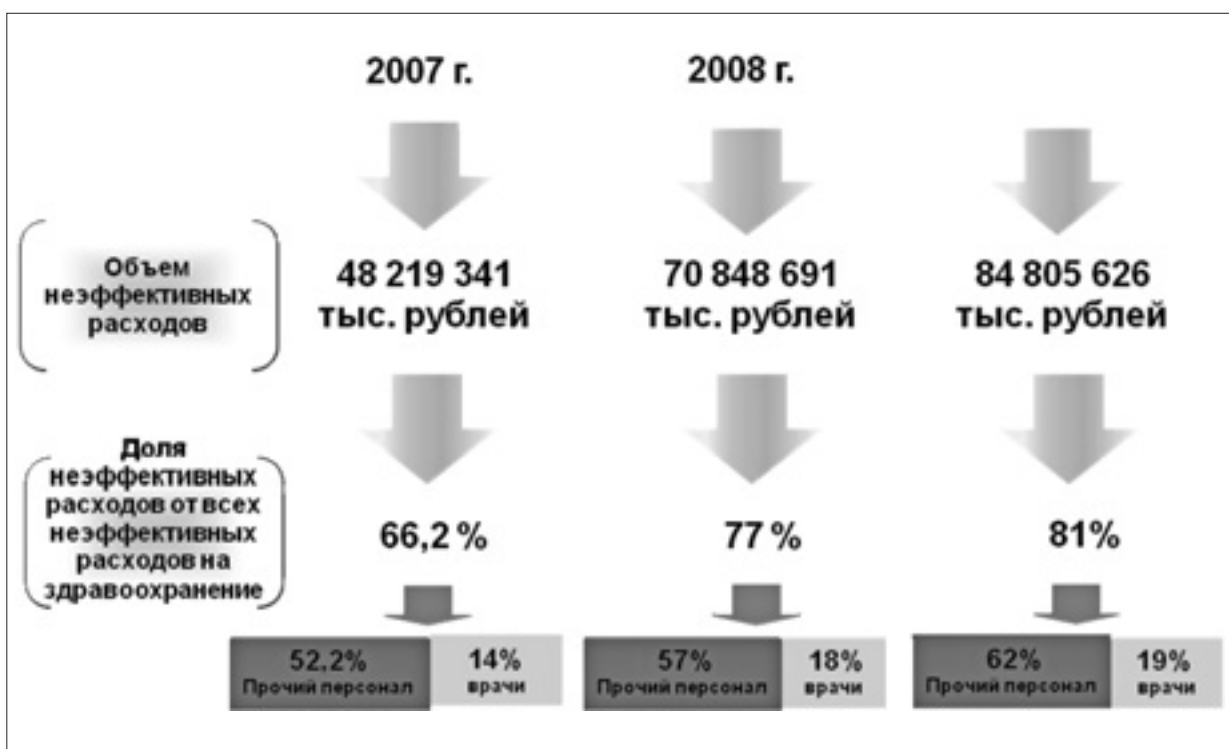 2007 г.
2008 г.
Объем
неэффективных
расходов
48 219 341
тыс. рублей
70 848 691
тыс. рублей
84 805 626
тыс. рублей
Доля
неэффективных
расходов от всех
неэффективных
расходов на
здравоохранение
66,2 %
77 %
81%
52,2%
Прочий персонал
14%
врачи
57%
Прочий персонал
18%
врачи
62%
Прочий персонал
19%
врачи